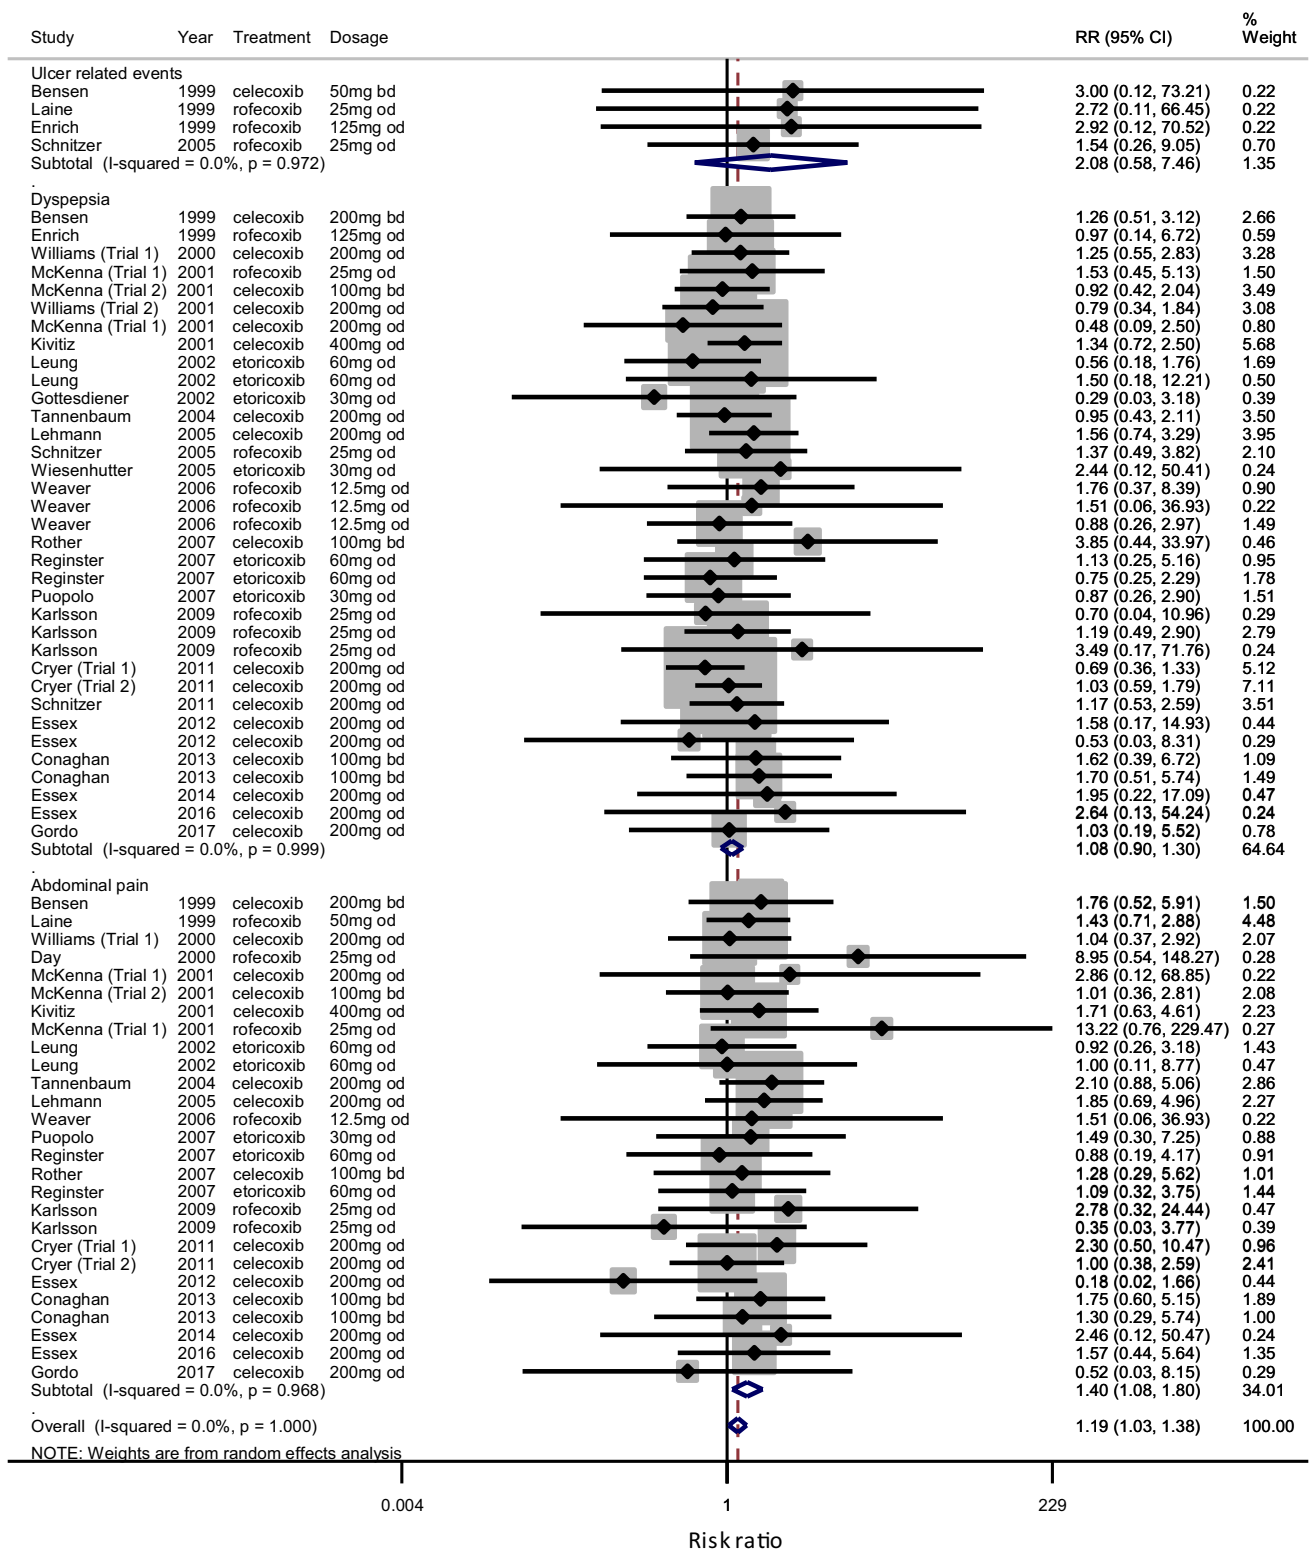 Study Year Treatment Dosage RR (95% CI) % Weight
Ulcer related events
Bensen 1999 celecoxib 50mg bd 3.00 (0.12, 73.21) 0.22
Laine 1999 rofecoxib 25mg od 2.72 (0.11, 66.45) 0.22
Enrich 1999 rofecoxib 125mg od 2.92 (0.12, 70.52) 0.22
Schnitzer 2005 rofecoxib 25mg od 1.54 (0.26, 9.05) 0.70
Subtotal (I-squared = 0.0%, p = 0.972) 2.08 (0.58, 7.46) 1.35
.
Dyspepsia
Bensen 1999 celecoxib 200mg bd 1.26 (0.51, 3.12) 2.66
Enrich 1999 rofecoxib 125mg od 0.97 (0.14, 6.72) 0.59
Williams (Trial 1) 2000 celecoxib 200mg od 1.25 (0.55, 2.83) 3.28
McKenna (Trial 1) 2001 rofecoxib 25mg od 1.53 (0.45, 5.13) 1.50
McKenna (Trial 2) 2001 celecoxib 100mg bd 0.92 (0.42, 2.04) 3.49
Williams (Trial 2) 2001 celecoxib 200mg od 0.79 (0.34, 1.84) 3.08
McKenna (Trial 1) 2001 celecoxib 200mg od 0.48 (0.09, 2.50) 0.80
Kivitiz 2001 celecoxib 400mg od 1.34 (0.72, 2.50) 5.68
Leung 2002 etoricoxib 60mg od 0.56 (0.18, 1.76) 1.69
Leung 2002 etoricoxib 60mg od 1.50 (0.18, 12.21) 0.50
Gottesdiener 2002 etoricoxib 30mg od 0.29 (0.03, 3.18) 0.39
Tannenbaum 2004 celecoxib 200mg od 0.95 (0.43, 2.11) 3.50
Lehmann 2005 celecoxib 200mg od 1.56 (0.74, 3.29) 3.95
Schnitzer 2005 rofecoxib 25mg od 1.37 (0.49, 3.82) 2.10
Wiesenhutter 2005 etoricoxib 30mg od 2.44 (0.12, 50.41) 0.24
Weaver 2006 rofecoxib 12.5mg od 1.76 (0.37, 8.39) 0.90
Weaver 2006 rofecoxib 12.5mg od 1.51 (0.06, 36.93) 0.22
Weaver 2006 rofecoxib 12.5mg od 0.88 (0.26, 2.97) 1.49
Rother 2007 celecoxib 100mg bd 3.85 (0.44, 33.97) 0.46
Reginster 2007 etoricoxib 60mg od 1.13 (0.25, 5.16) 0.95
Reginster 2007 etoricoxib 60mg od 0.75 (0.25, 2.29) 1.78
Puopolo 2007 etoricoxib 30mg od 0.87 (0.26, 2.90) 1.51
Karlsson 2009 rofecoxib 25mg od 0.70 (0.04, 10.96) 0.29
Karlsson 2009 rofecoxib 25mg od 1.19 (0.49, 2.90) 2.79
Karlsson 2009 rofecoxib 25mg od 3.49 (0.17, 71.76) 0.24
Cryer (Trial 1) 2011 celecoxib 200mg od 0.69 (0.36, 1.33) 5.12
Cryer (Trial 2) 2011 celecoxib 200mg od 1.03 (0.59, 1.79) 7.11
Schnitzer 2011 celecoxib 200mg od 1.17 (0.53, 2.59) 3.51
Essex 2012 celecoxib 200mg od 1.58 (0.17, 14.93) 0.44
Essex 2012 celecoxib 200mg od 0.53 (0.03, 8.31) 0.29
Conaghan 2013 celecoxib 100mg bd 1.62 (0.39, 6.72) 1.09
Conaghan 2013 celecoxib 100mg bd 1.70 (0.51, 5.74) 1.49
Essex 2014 celecoxib 200mg od 1.95 (0.22, 17.09) 0.47
Essex 2016 celecoxib 200mg od 2.64 (0.13, 54.24) 0.24
Gordo 2017 celecoxib 200mg od 1.03 (0.19, 5.52) 0.78
Subtotal (I-squared = 0.0%, p = 0.999) 1.08 (0.90, 1.30) 64.64
.
Abdominal pain
Bensen 1999 celecoxib 200mg bd 1.76 (0.52, 5.91) 1.50
Laine 1999 rofecoxib 50mg od 1.43 (0.71, 2.88) 4.48
Williams (Trial 1) 2000 celecoxib 200mg od 1.04 (0.37, 2.92) 2.07
Day 2000 rofecoxib 25mg od 8.95 (0.54, 148.27) 0.28
McKenna (Trial 1) 2001 celecoxib 200mg od 2.86 (0.12, 68.85) 0.22
McKenna (Trial 2) 2001 celecoxib 100mg bd 1.01 (0.36, 2.81) 2.08
Kivitiz 2001 celecoxib 400mg od 1.71 (0.63, 4.61) 2.23
McKenna (Trial 1) 2001 rofecoxib 25mg od 13.22 (0.76, 229.47) 0.27
Leung 2002 etoricoxib 60mg od 0.92 (0.26, 3.18) 1.43
Leung 2002 etoricoxib 60mg od 1.00 (0.11, 8.77) 0.47
Tannenbaum 2004 celecoxib 200mg od 2.10 (0.88, 5.06) 2.86
Lehmann 2005 celecoxib 200mg od 1.85 (0.69, 4.96) 2.27
Weaver 2006 rofecoxib 12.5mg od 1.51 (0.06, 36.93) 0.22
Puopolo 2007 etoricoxib 30mg od 1.49 (0.30, 7.25) 0.88
Reginster 2007 etoricoxib 60mg od 0.88 (0.19, 4.17) 0.91
Rother 2007 celecoxib 100mg bd 1.28 (0.29, 5.62) 1.01
Reginster 2007 etoricoxib 60mg od 1.09 (0.32, 3.75) 1.44
Karlsson 2009 rofecoxib 25mg od 2.78 (0.32, 24.44) 0.47
Karlsson 2009 rofecoxib 25mg od 0.35 (0.03, 3.77) 0.39
Cryer (Trial 1) 2011 celecoxib 200mg od 2.30 (0.50, 10.47) 0.96
Cryer (Trial 2) 2011 celecoxib 200mg od 1.00 (0.38, 2.59) 2.41
Essex 2012 celecoxib 200mg od 0.18 (0.02, 1.66) 0.44
Conaghan 2013 celecoxib 100mg bd 1.75 (0.60, 5.15) 1.89
Conaghan 2013 celecoxib 100mg bd 1.30 (0.29, 5.74) 1.00
Essex 2014 celecoxib 200mg od 2.46 (0.12, 50.47) 0.24
Essex 2016 celecoxib 200mg od 1.57 (0.44, 5.64) 1.35
Gordo 2017 celecoxib 200mg od 0.52 (0.03, 8.15) 0.29
Subtotal (I-squared = 0.0%, p = 0.968) 1.40 (1.08, 1.80) 34.01
.
Overall (I-squared = 0.0%, p = 1.000) 1.19 (1.03, 1.38) 100.00
NOTE: Weights are from random effects analysis
0.004 1 229
Risk ratio